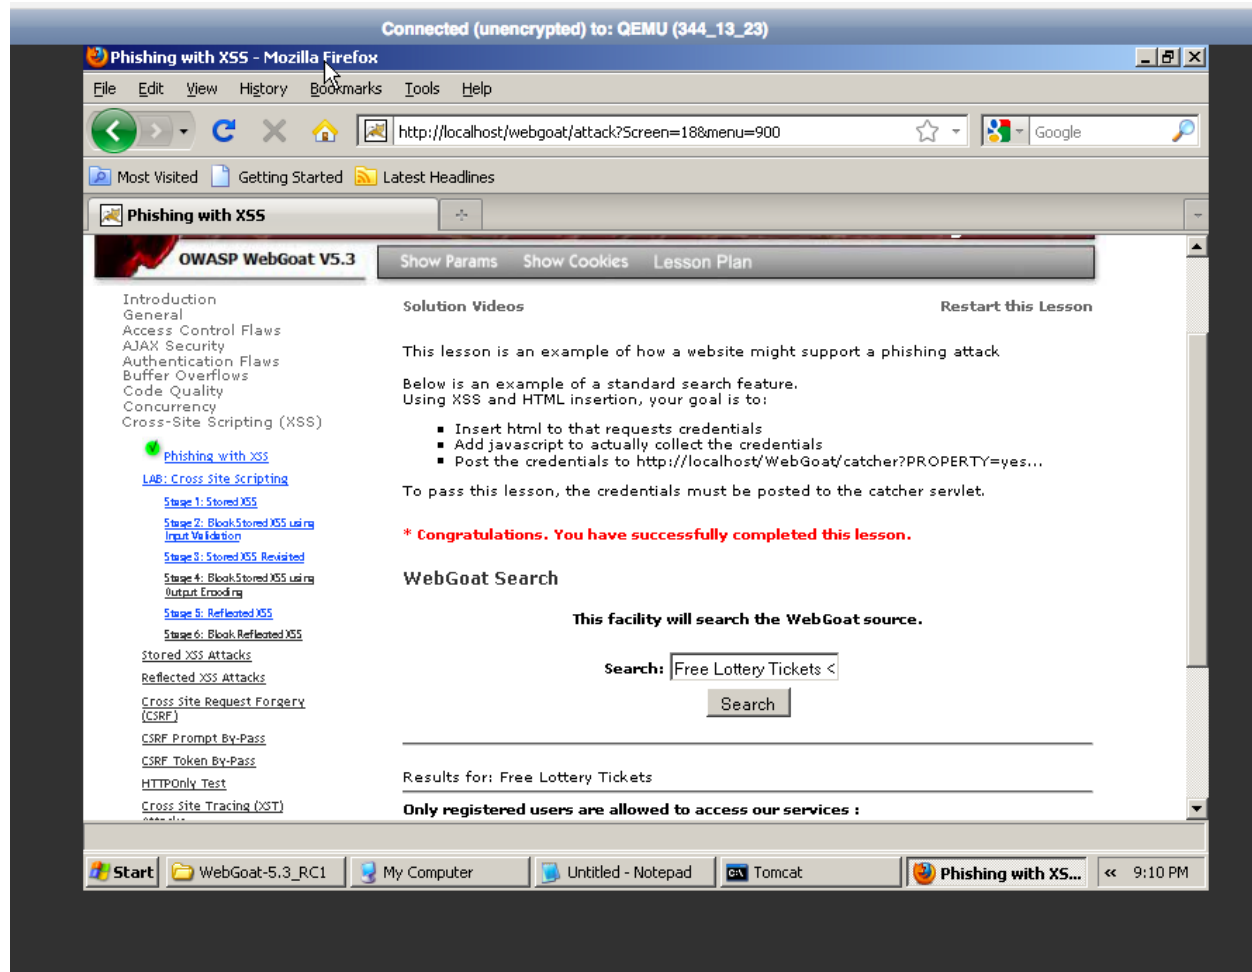 Connected (unencrypted) to: QEMU (344_13_23)
Phishing with XSS - Mozilla Firefox
File Edit View History Bookmarks Tools Help
http://localhost/webgoat/attack?Screen=18&menu=900
Google
Most Visited Getting Started Latest Headlines
Phishing with XSS
OWASP WebGoat V5.3
Show Params Show Cookies Lesson Plan
Introduction
General
Access Control Flaws
AJAX Security
Authentication Flaws
Buffer Overflows
Code Quality
Concurrency
Cross-Site Scripting (XSS)
Phishing with XSS
LAB: Cross Site Scripting
Stage 1: Stored XSS
Stage 2: Block Stored XSS using
Input Validation
Stage 3: Stored XSS Revisited
Stage 4: Block Stored XSS using
Output Encoding
Stage 5: Reflected XSS
Stage 6: Block Reflected XSS
Stored XSS Attacks
Reflected XSS Attacks
Cross Site Request Forgery
(CSRF)
CSRF Prompt By-Pass
CSRF Token By-Pass
HTTPOnly Test
Cross Site Tracing (XST)
Solution Videos
Restart this Lesson
This lesson is an example of how a website might support a phishing attack
Below is an example of a standard search feature.
Using XSS and HTML insertion, your goal is to:
Insert html to that requests credentials
Add javascript to actually collect the credentials
Post the credentials to http://localhost/WebGoat/catcher?PROPERTY=yes...
To pass this lesson, the credentials must be posted to the catcher servlet.
* Congratulations. You have successfully completed this lesson.
WebGoat Search
This facility will search the WebGoat source.
Search: Free Lottery Tickets <
Search
Results for: Free Lottery Tickets
Only registered users are allowed to access our services :
Start WebGoat-5.3_RC1 My Computer Untitled - Notepad Tomcat Phishing with XS... « 9:10 PM